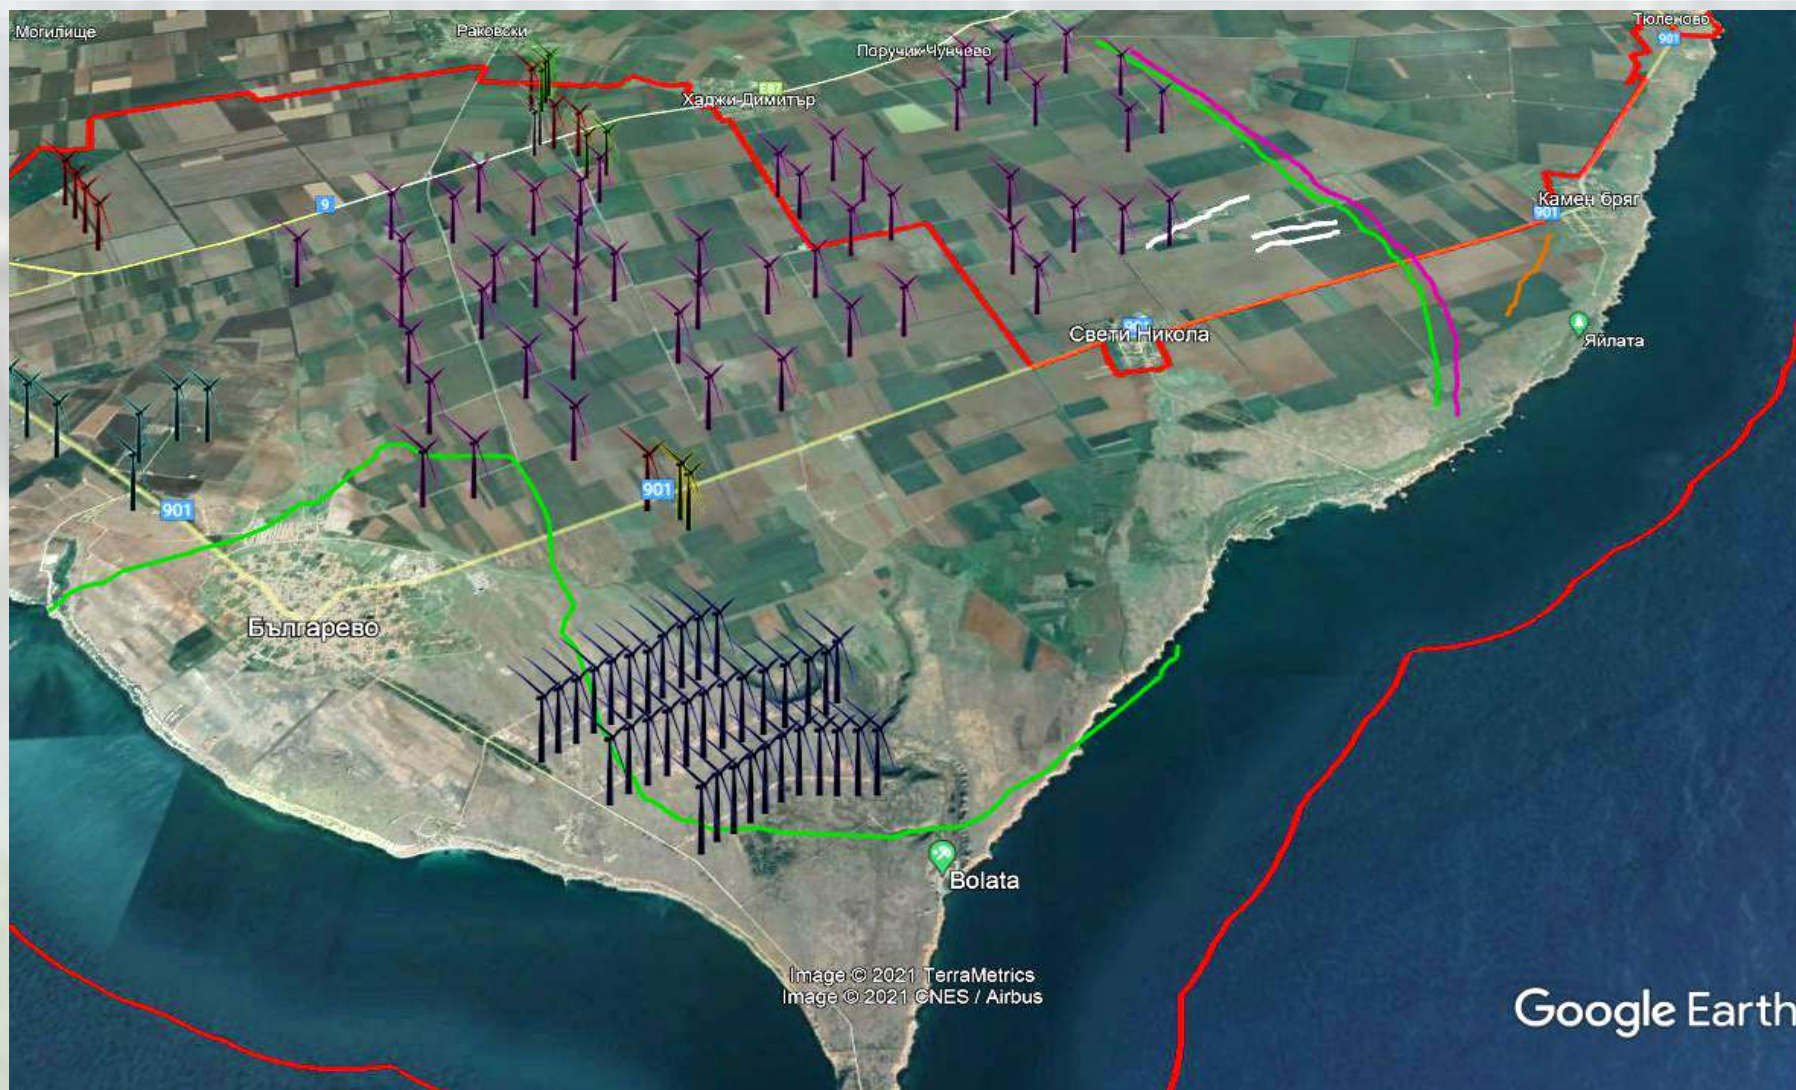 Могилище
Раковски
Поручик Чунчево
Тюленово
901
E87
Хаджи Димитър
9
Камен бряг
901
901
Свети Никола
Яйлата
901
901
Българево
Bolata
Image © 2021 TerraMetrics
Image © 2021 CNES / Airbus
Google Earth